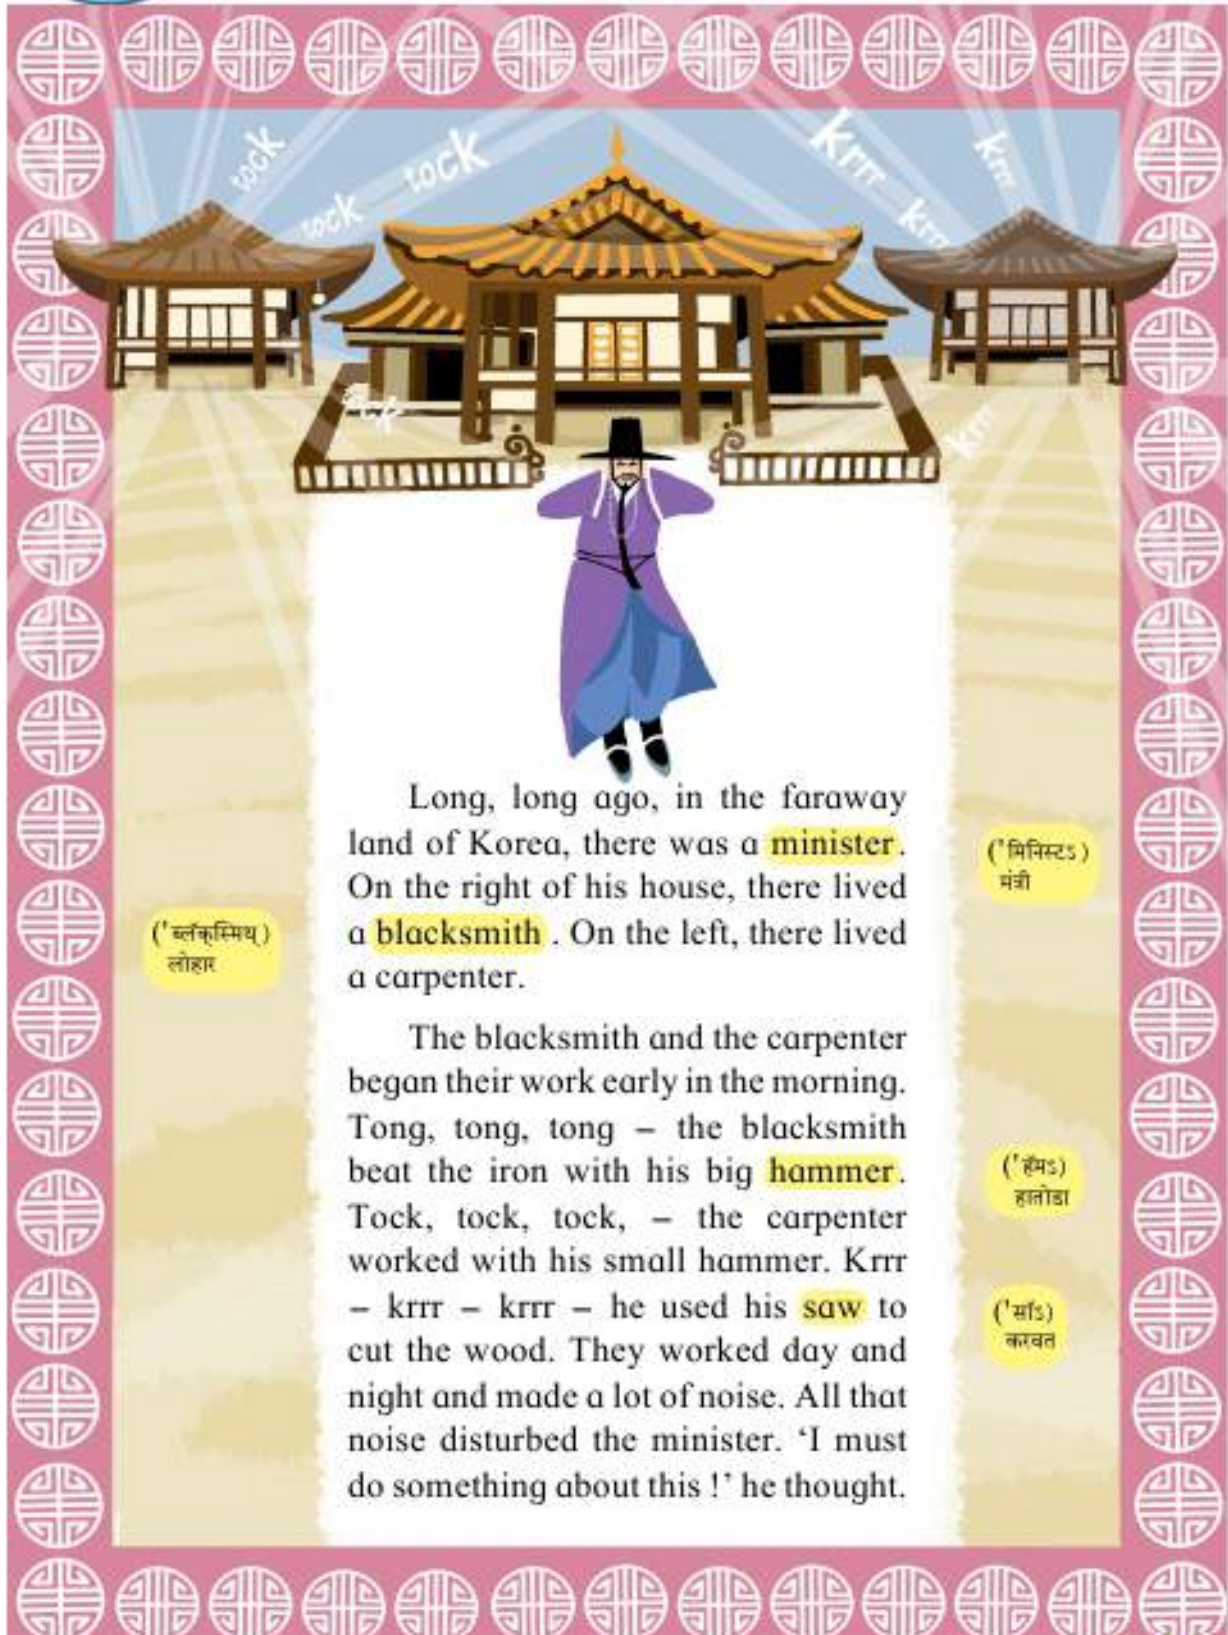 tock
tock
tock
krrr
krrr
Long, long ago, in the faraway
land of Korea, there was a minister.
On the right of his house, there lived
a blacksmith . On the left, there lived
a carpenter.
('मिनिस्टऽ)
मंत्री
('ब्लॅक्स्मिथ्)
लोहार
The blacksmith and the carpenter
began their work early in the morning.
Tong, tong, tong – the blacksmith
beat the iron with his big hammer.
Tock, tock, tock, – the carpenter
worked with his small hammer. Krrr
– krrr – krrr – he used his saw to
cut the wood. They worked day and
night and made a lot of noise. All that
noise disturbed the minister. ‘I must
do something about this !’ he thought.
('हॅमऽ)
हातोडा
('सॉऽ)
करवत